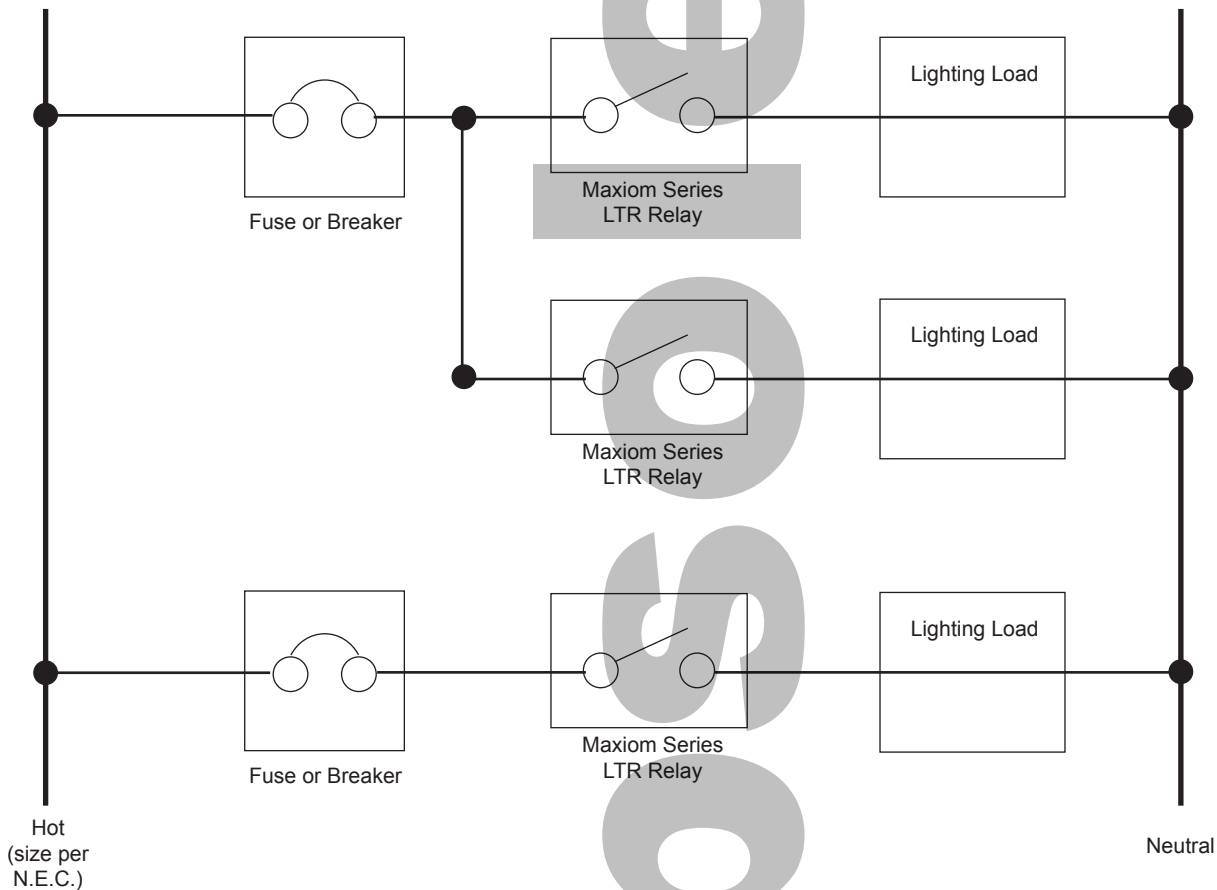 Lighting Load
Fuse or Breaker
Maxiom Series
LTR Relay
Lighting Load
Maxiom Series
LTR Relay
Lighting Load
Fuse or Breaker
Maxiom Series
LTR Relay
Hot
(size per
N.E.C.)
Neutral